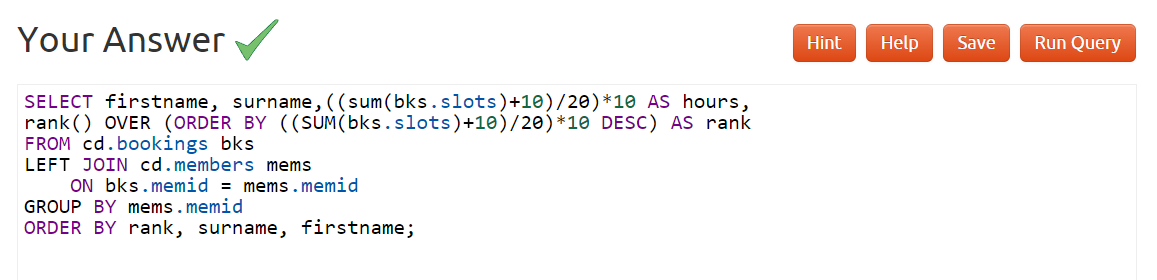 Your Answer
Hint Help Save Run Query
SELECT firstname, surname,((sum(bks.slots)+10)/20)*10 AS hours,
rank() OVER (ORDER BY ((SUM(bks.slots)+10)/20)*10 DESC) AS rank
FROM cd.bookings bks
LEFT JOIN cd.members mems
    ON bks.memid = mems.memid
GROUP BY mems.memid
ORDER BY rank, surname, firstname;